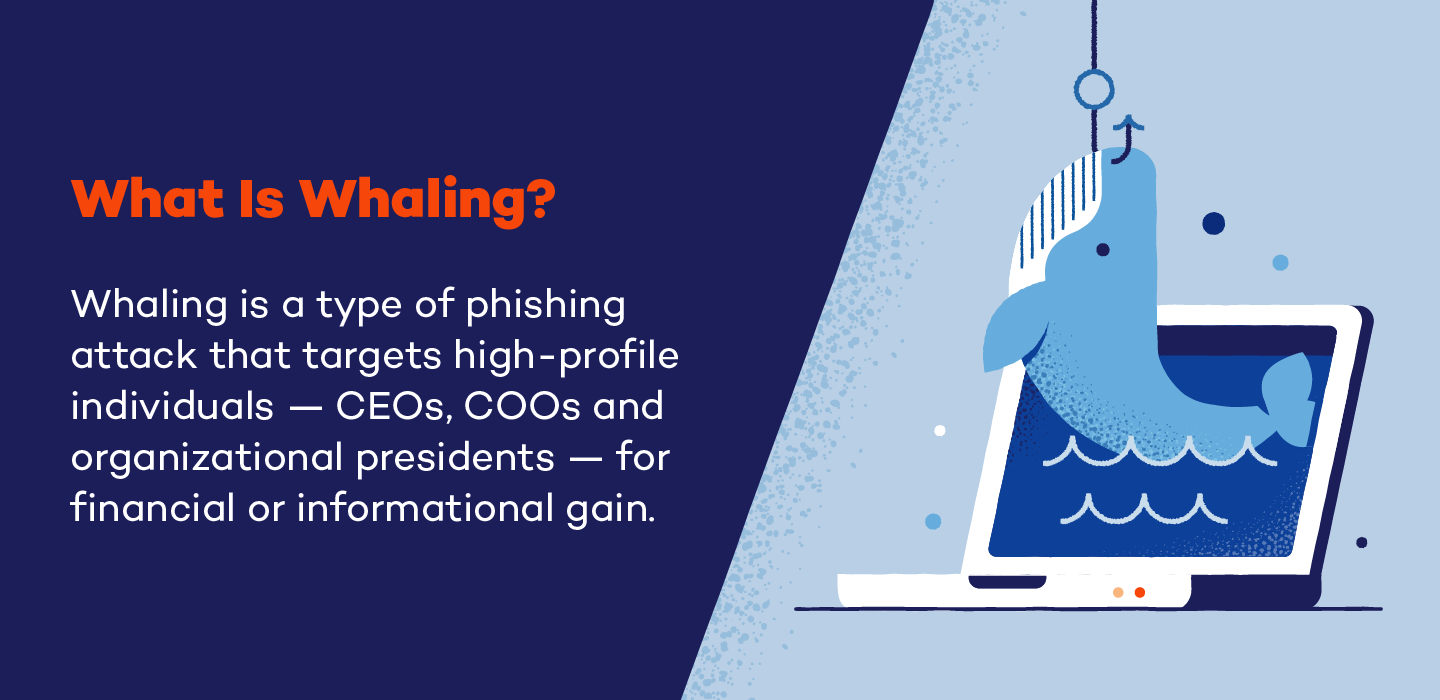 What Is Whaling?
Whaling is a type of phishing
attack that targets high-profile
individuals — CEOs, COOs and
organizational presidents — for
financial or informational gain.